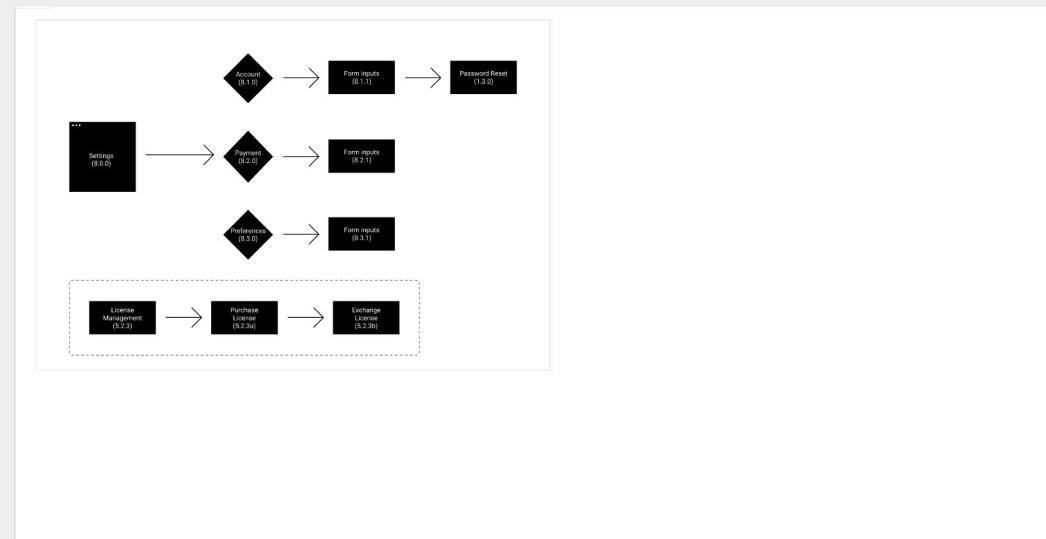 Account
(8.1.0)
Form inputs
(8.1.1)
Password Reset
(1.3.0)
Settings
(8.0.0)
Payment
(8.2.0)
Form inputs
(8.2.1)
Preferences
(8.3.0)
Form inputs
(8.3.1)
License
Management
(5.2.3)
Purchase
License
(5.2.3a)
Exchange
License
(5.2.3b)